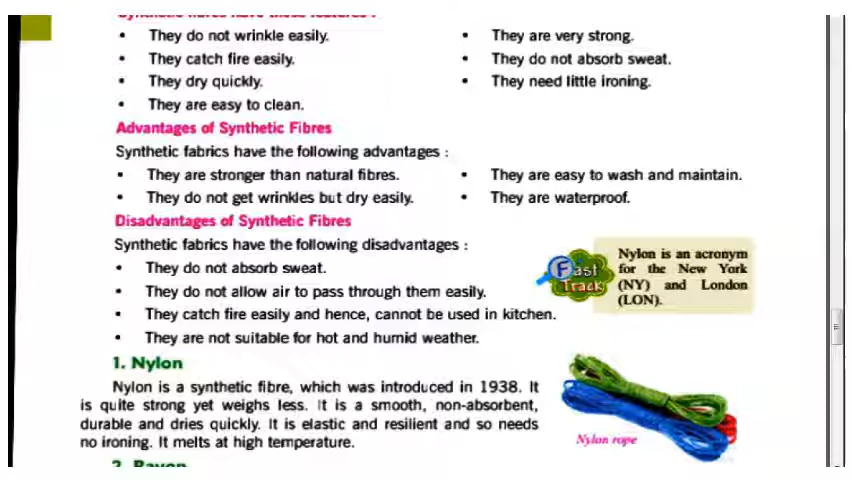 Synthetic fibres have these features :
• They do not wrinkle easily.
• They are very strong.
• They catch fire easily.
• They do not absorb sweat.
• They dry quickly.
• They need little ironing.
• They are easy to clean.
Advantages of Synthetic Fibres
Synthetic fabrics have the following advantages :
• They are stronger than natural fibres.
• They are easy to wash and maintain.
• They do not get wrinkles but dry easily.
• They are waterproof.
Disadvantages of Synthetic Fibres
Synthetic fabrics have the following disadvantages :
• They do not absorb sweat.
• They do not allow air to pass through them easily.
• They catch fire easily and hence, cannot be used in kitchen.
• They are not suitable for hot and humid weather.
Fast
Track
Nylon is an acronym
for the New York
(NY) and London
(LON).
1. Nylon
Nylon is a synthetic fibre, which was introduced in 1938. It
is quite strong yet weighs less. It is a smooth, non-absorbent,
durable and dries quickly. It is elastic and resilient and so needs
no ironing. It melts at high temperature.
Nylon rope
2. Rayon